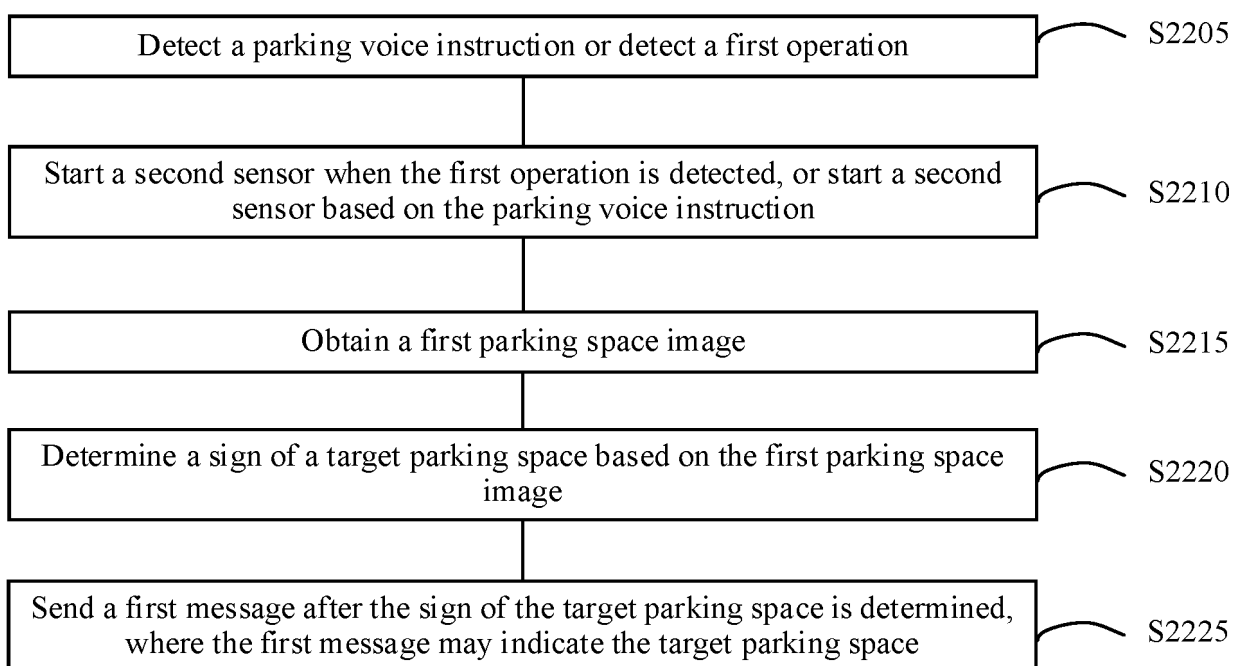 Detect a parking voice instruction or detect a first operation
S2205
Start a second sensor when the first operation is detected, or start a second
sensor based on the parking voice instruction
S2210
Obtain a first parking space image
S2215
Determine a sign of a target parking space based on the first parking space
image
S2220
Send a first message after the sign of the target parking space is determined,
where the first message may indicate the target parking space
S2225